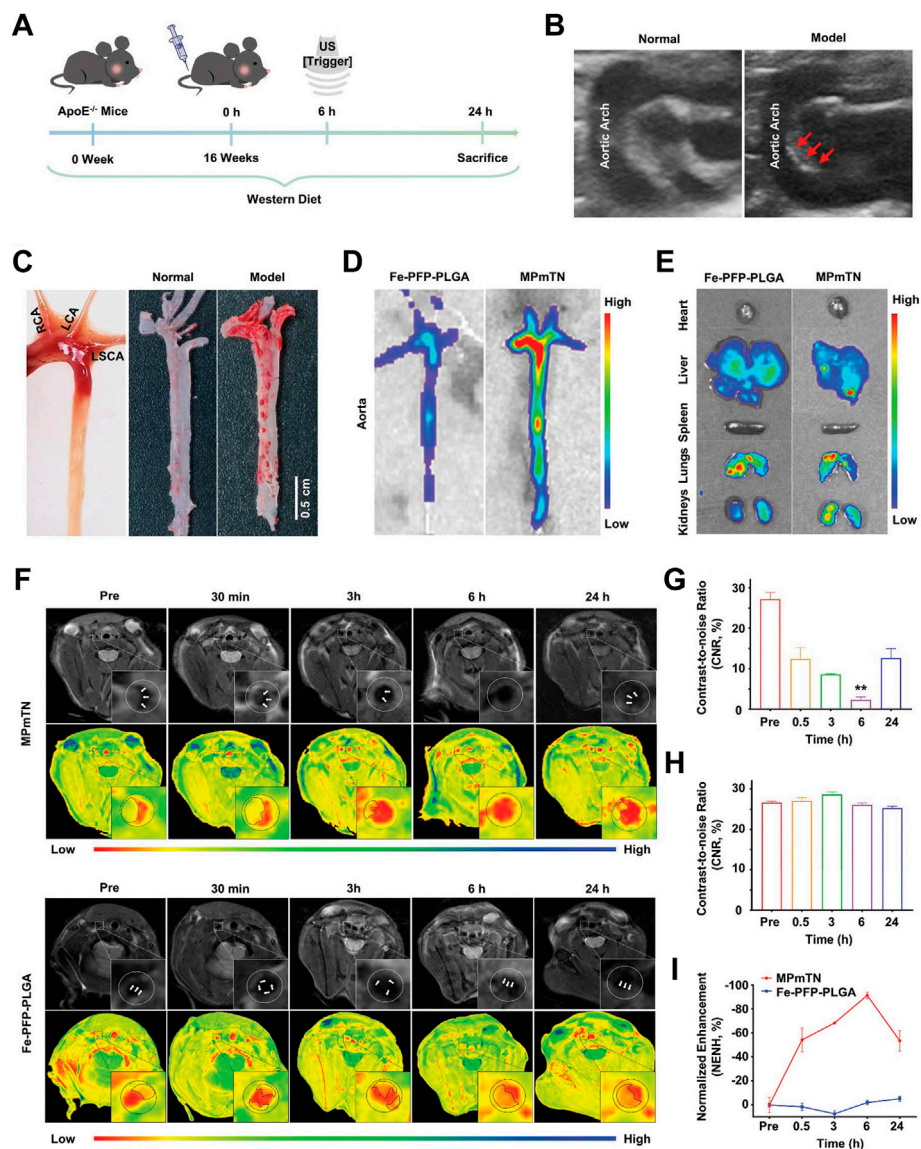 A
US
[Trigger]
ApoE-/- Mice
0 h
6 h
24 h
0 Week
16 Weeks
Sacrifice
Western Diet
B
Normal
Model
Aortic Arch
Aortic Arch
C
Normal
Model
RCA
LCA
LSCA
0.5 cm
D
Fe-PFP-PLGA
MPmTN
High
Aorta
Low
E
Fe-PFP-PLGA
MPmTN
High
Heart
Liver
Spleen
Lungs
Kidneys
Low
F
Pre
30 min
3h
6 h
24 h
MPmTN
Low
High
Pre
30 min
3h
6 h
24 h
Fe-PFP-PLGA
Low
High
G
Contrast-to-noise Ratio
(CNR, %)
30
20
10
0
**
Pre
0.5
3
6
24
Time (h)
H
Contrast-to-noise Ratio
(CNR, %)
30
20
10
0
Pre
0.5
3
6
24
Time (h)
I
MPmTN
Fe-PFP-PLGA
Normalized Enhancement
(NENH, %)
-100
-80
-60
-40
-20
0
Pre
0.5
3
6
24
Time (h)